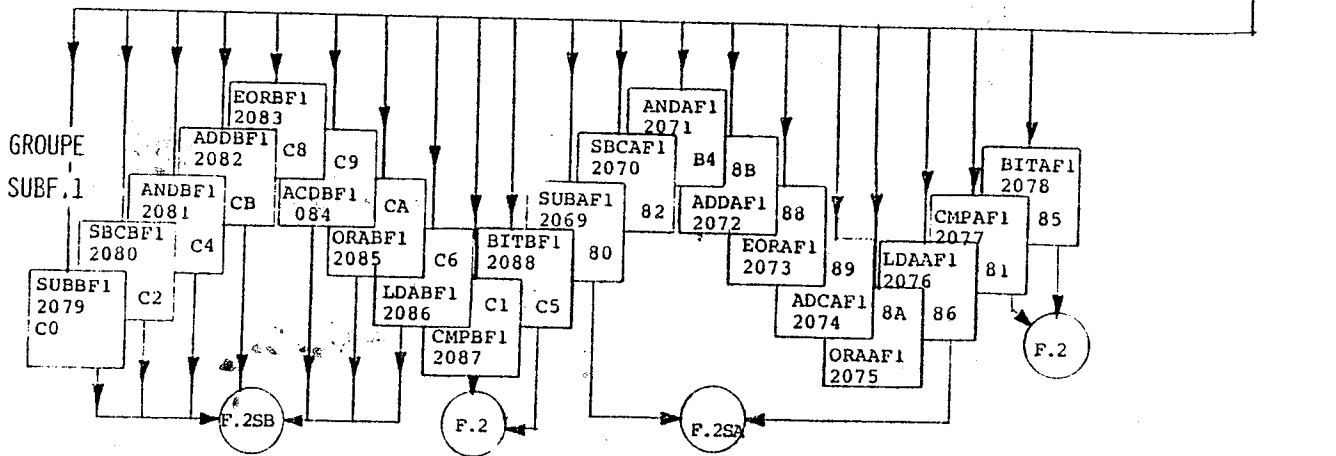 GROUPE
SUBF.1
SUBBF1
2079
C0
SBCBF1
2080
C2
ANDBF1
2081
C4
ADDBF1
2082
CB
EORBF1
2083
C8
ACDBF1
084
C9
ORABF1
2085
CA
LDABF1
2086
C6
CMPBF1
2087
C1
BITBF1
2088
C5
SUBAF1
2069
80
SBCAF1
2070
82
ANDAF1
2071
B4
ADDAF1
2072
8B
EORAF1
2073
88
ADCAF1
2074
89
ORAAF1
2075
8A
LDAAF1
2076
86
CMPAF1
2077
81
BITAF1
2078
85
F.2SB
F.2
F.2SA
F.2